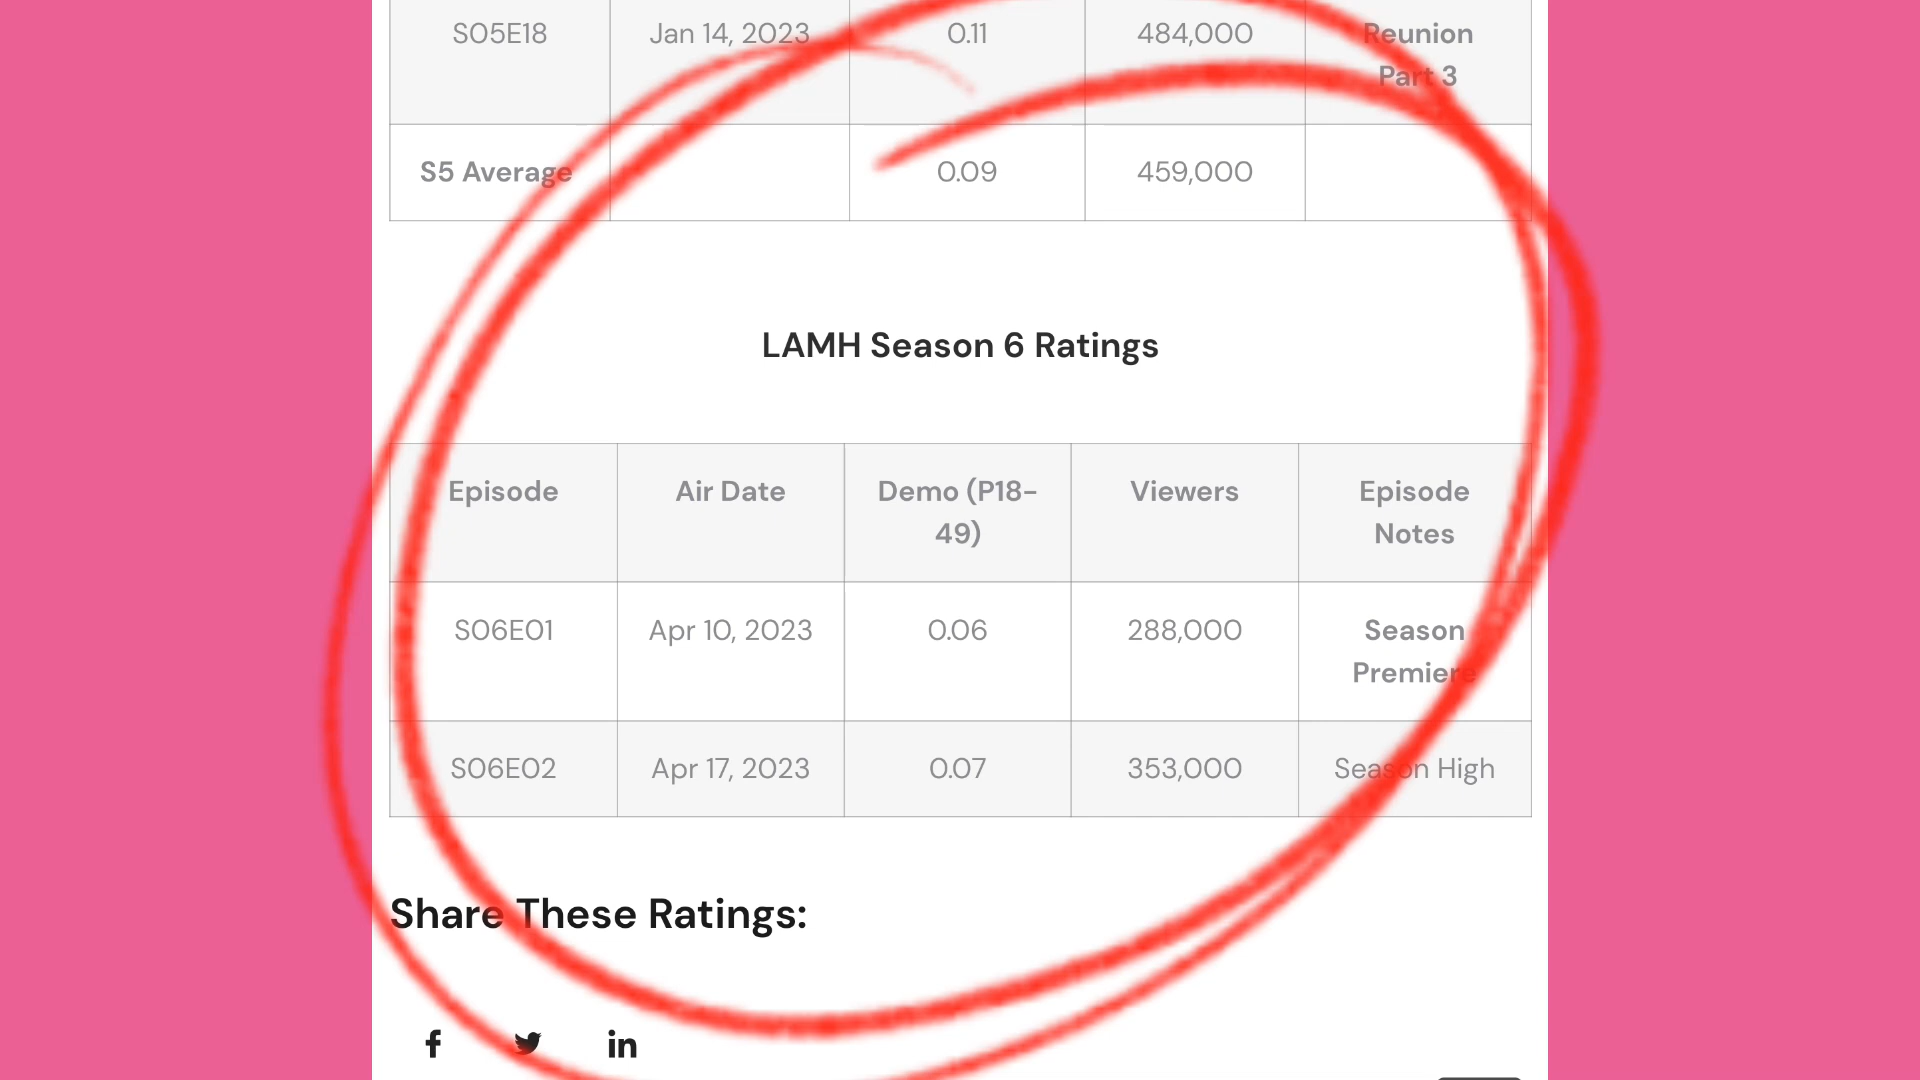 S05E18 Jan 14, 2023 0.11 484,000 Reunion
Part 3
S5 Average 0.09 459,000
LAMH Season 6 Ratings
Episode Air Date Demo (P18- Viewers Episode
49) Notes
S06E01 Apr 10, 2023 0.06 288,000 Season
Premiere
S06E02 Apr 17, 2023 0.07 353,000 Season High
Share These Ratings: